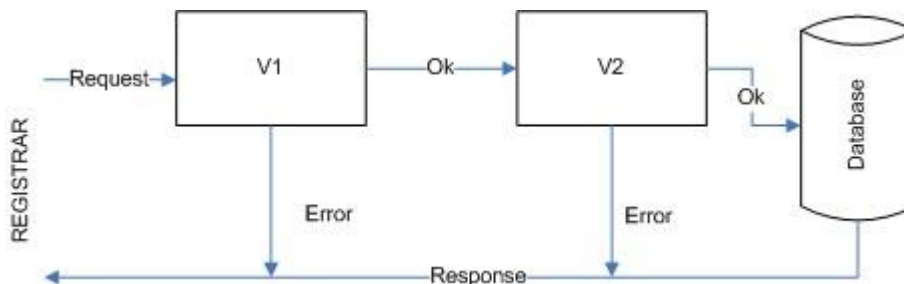 V1
V2
Request
Ok
Ok
Database
REGISTRAR
Error
Error
Response